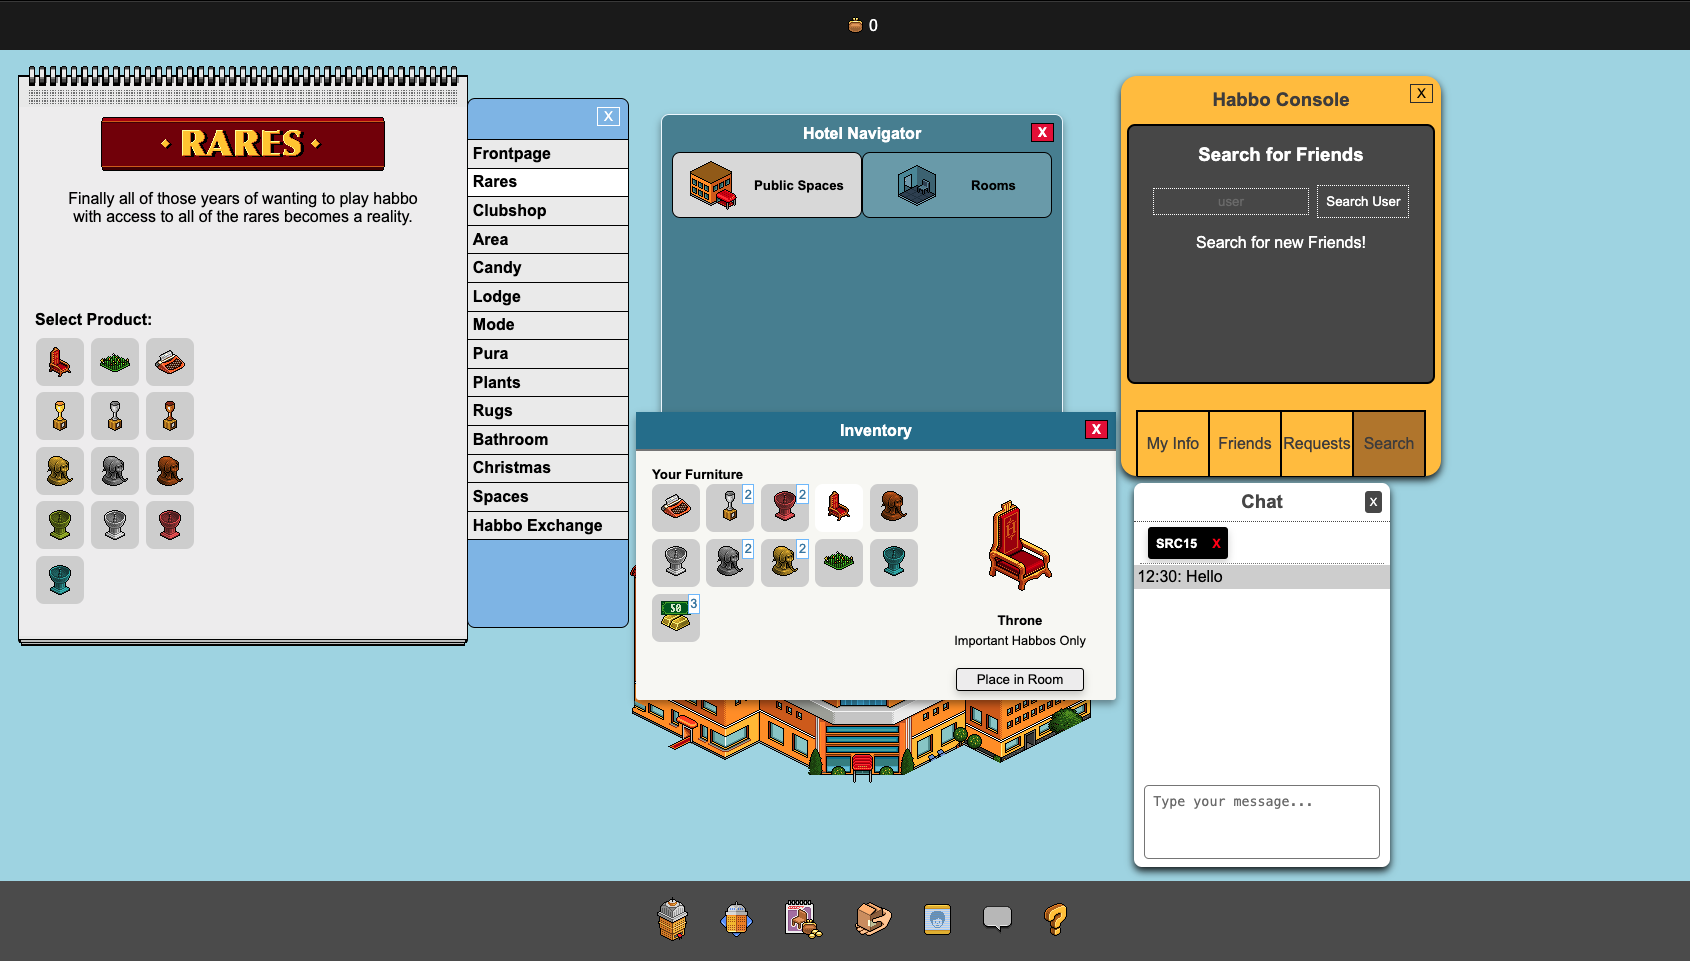 0
RARES
Finally all of those years of wanting to play habbo
with access to all of the rares becomes a reality.
Select Product:
X
Frontpage
Rares
Clubshop
Area
Candy
Lodge
Mode
Pura
Plants
Rugs
Bathroom
Christmas
Spaces
Habbo Exchange
Hotel Navigator
X
Public Spaces
Rooms
Inventory
X
Your Furniture
2
2
2
2
50
3
Throne
Important Habbos Only
Place in Room
Habbo Console
X
Search for Friends
user
Search User
Search for new Friends!
My Info
Friends
Requests
Search
Chat
X
SRC15 X
12:30: Hello
Type your message...